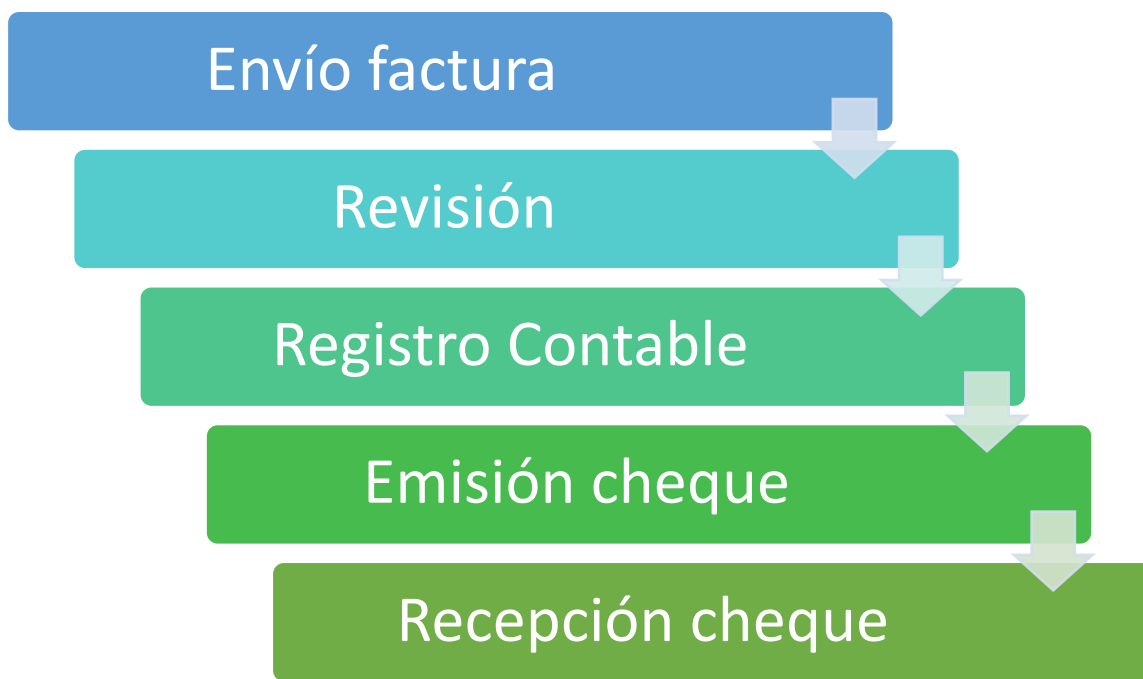 Envío factura
Revisión
Registro Contable
Emisión cheque
Recepción cheque